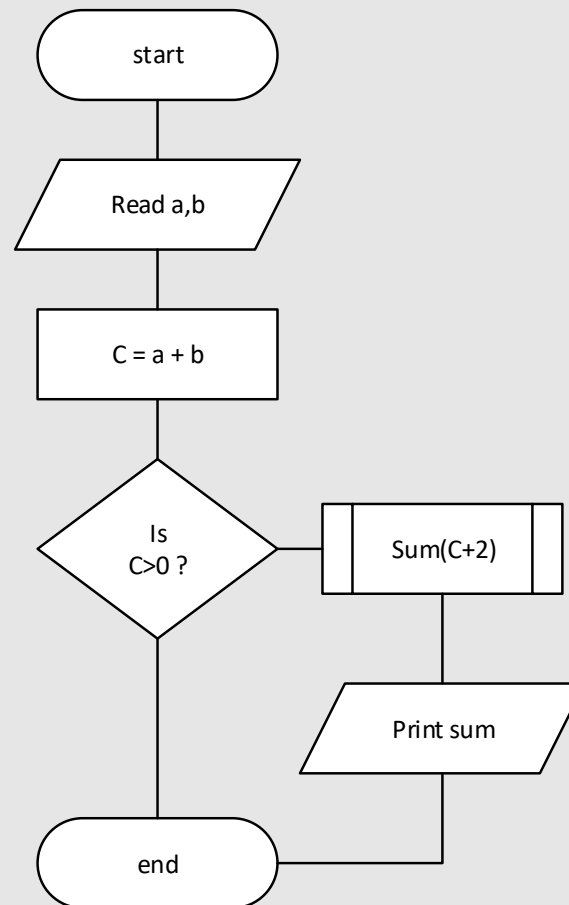 start
Read a,b
C = a + b
Is
C>0 ?
Sum(C+2)
Print sum
end